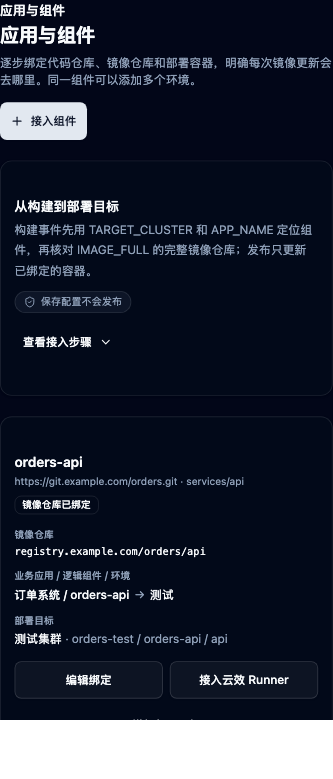 应用与组件
应用与组件
逐步绑定代码仓库、镜像仓库和部署容器，明确每次镜像更新会
去哪里。同一组件可以添加多个环境。
接入组件
从构建到部署目标
构建事件先用 TARGET_CLUSTER 和 APP_NAME 定位组
件，再核对 IMAGE_FULL 的完整镜像仓库；发布只更新
已绑定的容器。
保存配置不会发布
查看接入步骤
orders-api
https://git.example.com/orders.git · services/api
镜像仓库已绑定
镜像仓库
registry.example.com/orders/api
业务应用 / 逻辑组件 / 环境
订单系统 / orders-api → 测试
部署目标
测试集群 · orders-test / orders-api / api
编辑绑定 接入云效 Runner